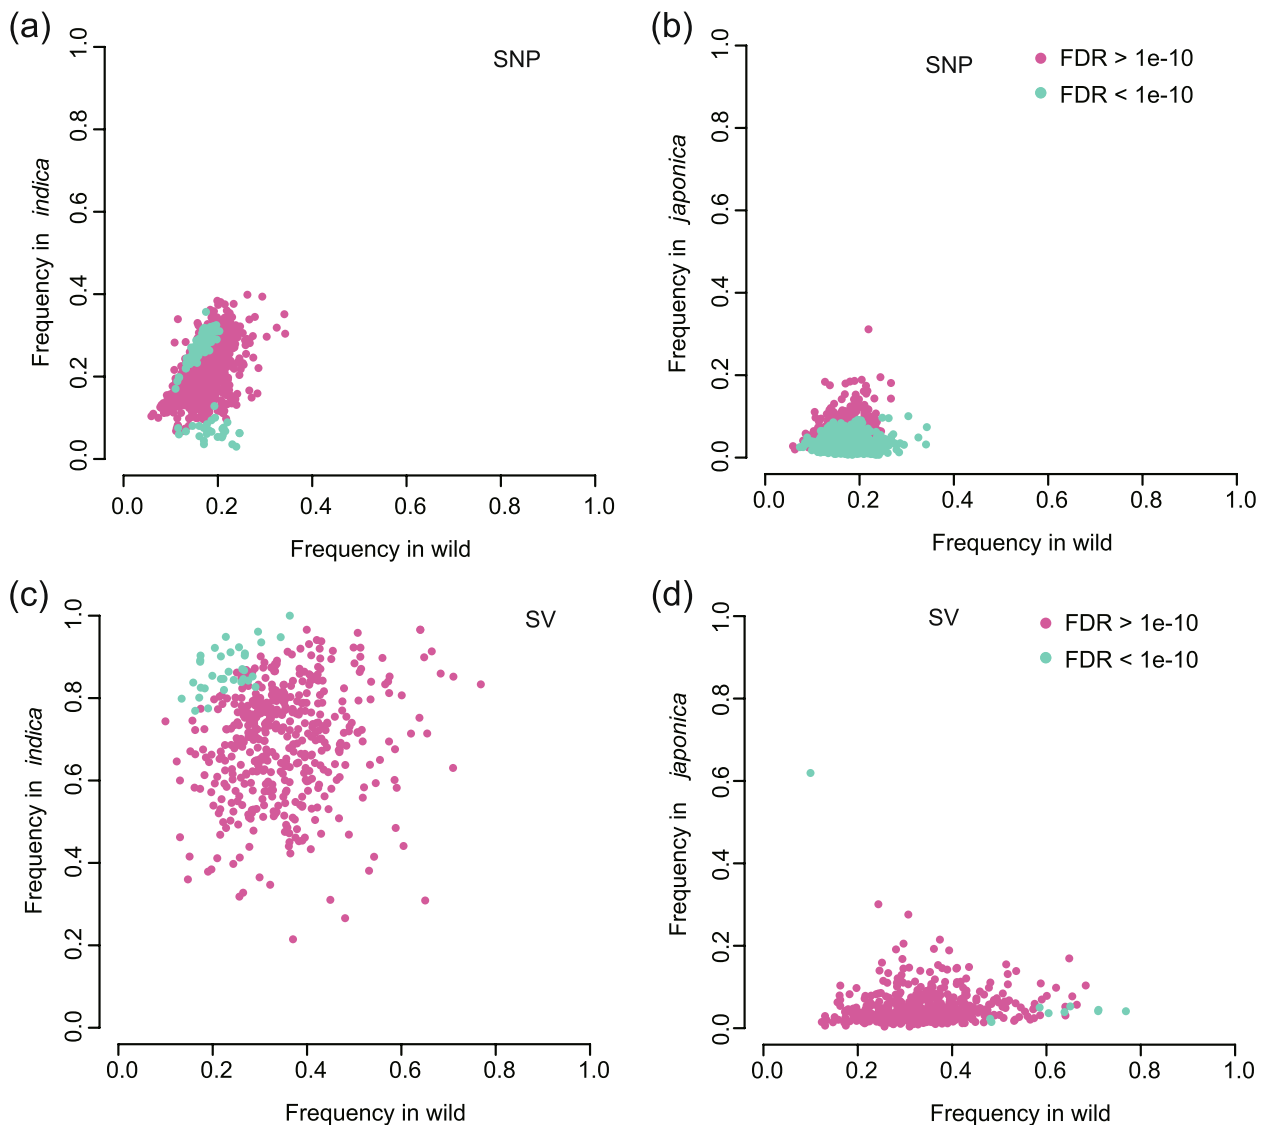 (a)
SNP
Frequency in indica
1.0
0.8
0.6
0.4
0.2
0.0
0.0 0.2 0.4 0.6 0.8 1.0
Frequency in wild
(b)
SNP
FDR > 1e-10
FDR < 1e-10
Frequency in japonica
1.0
0.8
0.6
0.4
0.2
0.0
0.0 0.2 0.4 0.6 0.8 1.0
Frequency in wild
(c)
SV
Frequency in indica
1.0
0.8
0.6
0.4
0.2
0.0
0.0 0.2 0.4 0.6 0.8 1.0
Frequency in wild
(d)
SV
FDR > 1e-10
FDR < 1e-10
Frequency in japonica
1.0
0.8
0.6
0.4
0.2
0.0
0.0 0.2 0.4 0.6 0.8 1.0
Frequency in wild